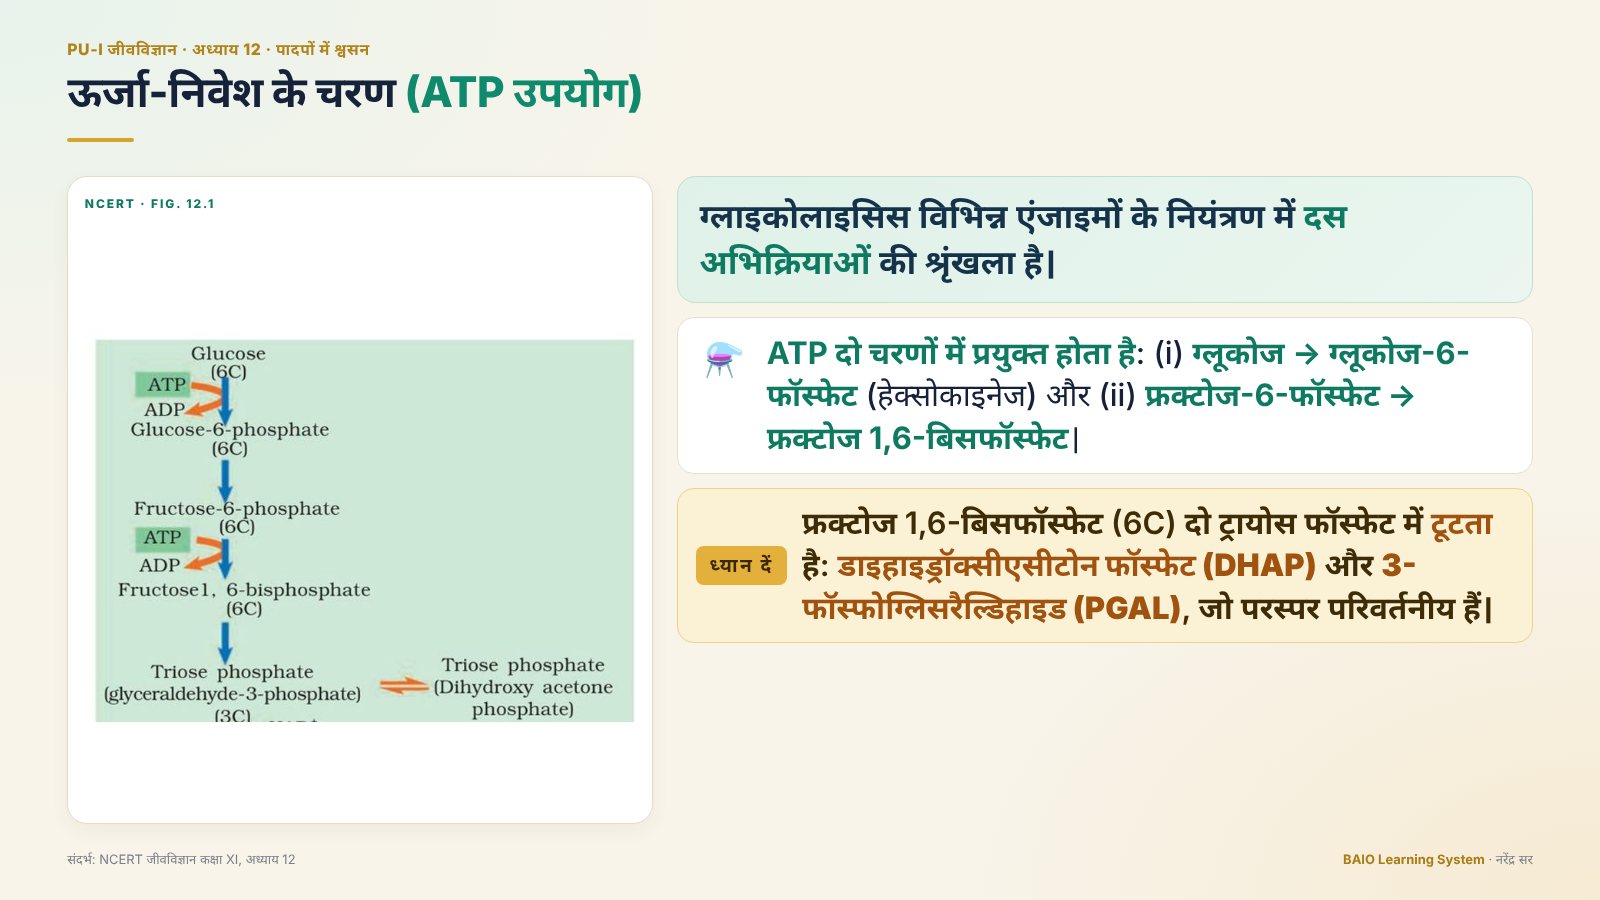 PU-I जीवविज्ञान · अध्याय 12 · पादपों में श्वसन
ऊर्जा-निवेश के चरण (ATP उपयोग)
NCERT · FIG. 12.1
Glucose
(6C)
ATP
ADP
Glucose-6-phosphate
(6C)
Fructose-6-phosphate
(6C)
ATP
ADP
Fructose1, 6-bisphosphate
(6C)
Triose phosphate
(glyceraldehyde-3-phosphate)
(3C)
Triose phosphate
(Dihydroxy acetone
phosphate)
ग्लाइकोलाइसिस विभिन्न एंजाइमों के नियंत्रण में दस
अभिक्रियाओं की श्रृंखला है|
ATP दो चरणों में प्रयुक्त होता है: (i) ग्लूकोज → ग्लूकोज-6-
फॉस्फेट (हेक्सोकाइनेज) और (ii) फ्रक्टोज-6-फॉस्फेट →
फ्रक्टोज 1,6-बिसफॉस्फेट|
ध्यान दें
फ्रक्टोज 1,6-बिसफॉस्फेट (6C) दो ट्रायोस फॉस्फेट में टूटता
है: डाइहाइड्रॉक्सीएसीटोन फॉस्फेट (DHAP) और 3-
फॉस्फोग्लिसरैल्डिहाइड (PGAL), जो परस्पर परिवर्तनीय हैं|
संदर्भ: NCERT जीवविज्ञान कक्षा XI, अध्याय 12
BAIO Learning System · नरेंद्र सर